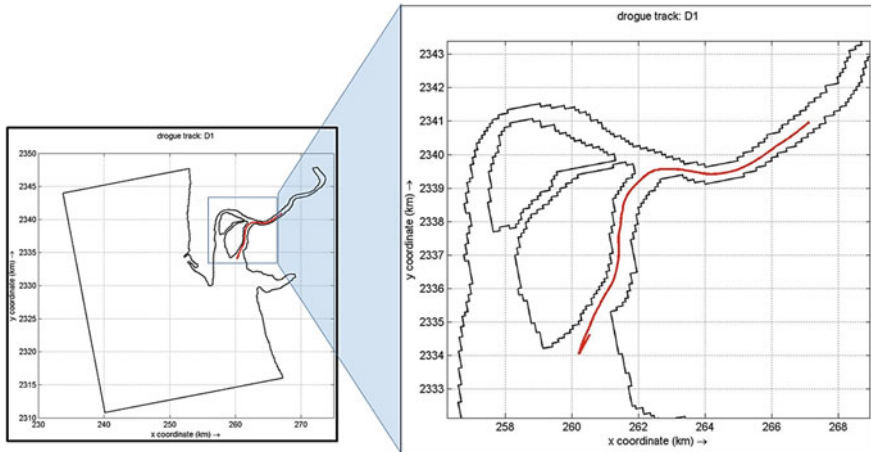 drogue track: D1
2350
2345
2340
2335
2330
2325
2320
2315
2310
y coordinate (km) →
230 240 250 260 270
x coordinate (km) →
drogue track: D1
2343
2342
2341
2340
2339
2338
2337
2336
2335
2334
2333
y coordinate (km) →
258 260 262 264 266 268
x coordinate (km) →